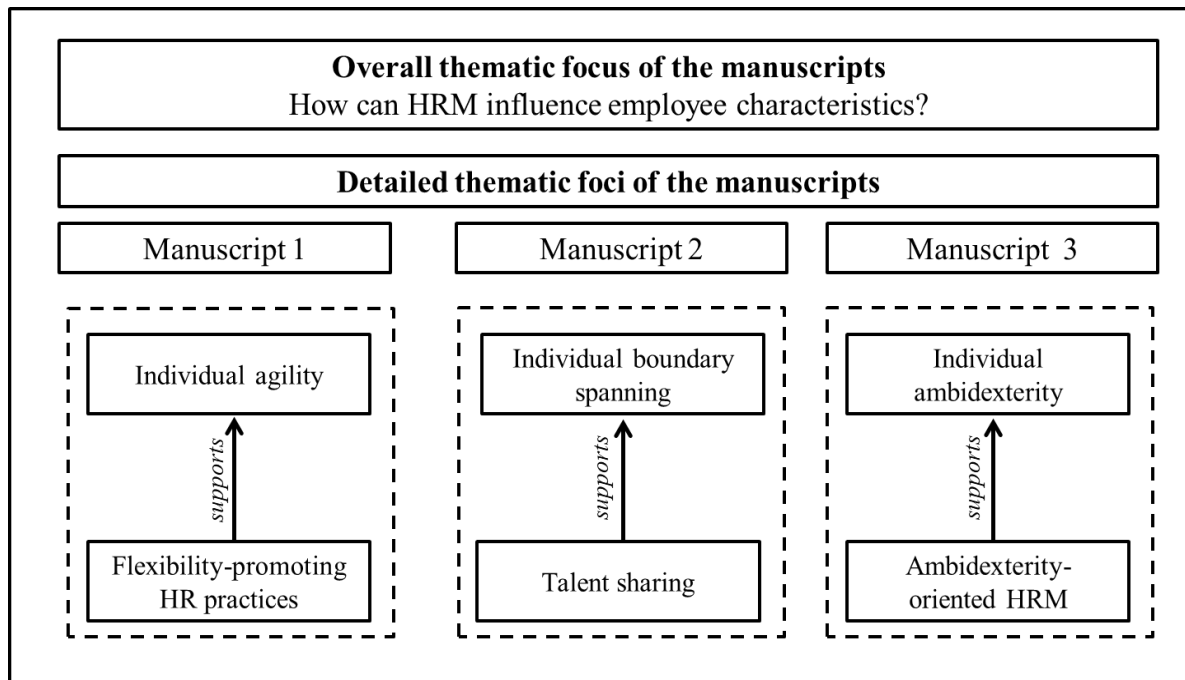 Overall thematic focus of the manuscripts
How can HRM influence employee characteristics?
Detailed thematic foci of the manuscripts
Manuscript 1
Manuscript 2
Manuscript 3
Individual agility
supports
Flexibility-promoting
HR practices
Individual boundary
spanning
supports
Talent sharing
Individual
ambidexterity
supports
Ambidexterity-
oriented HRM